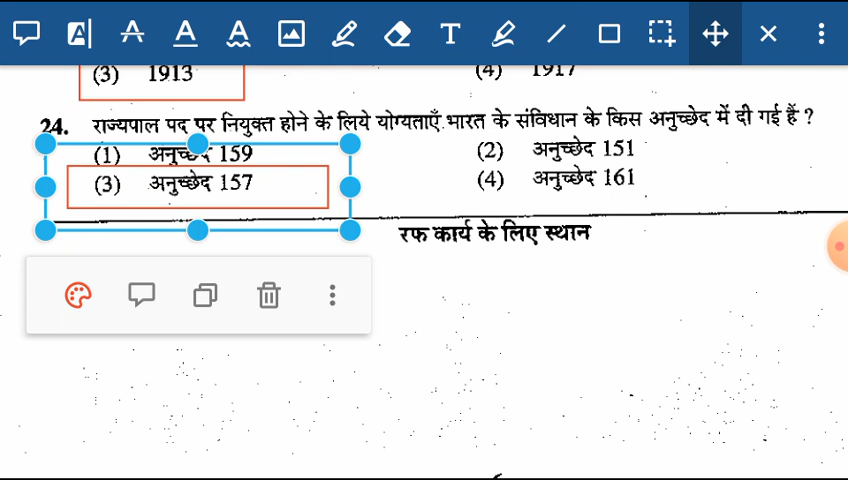 (3) 1913 (4) 1917
24. राज्यपाल पद पर नियुक्त होने के लिये योग्यताएँ भारत के संविधान के किस अनुच्छेद में दी गई हैं ?
(1) अनुच्छेद 159 (2) अनुच्छेद 151
(3) अनुच्छेद 157 (4) अनुच्छेद 161
रफ कार्य के लिए स्थान